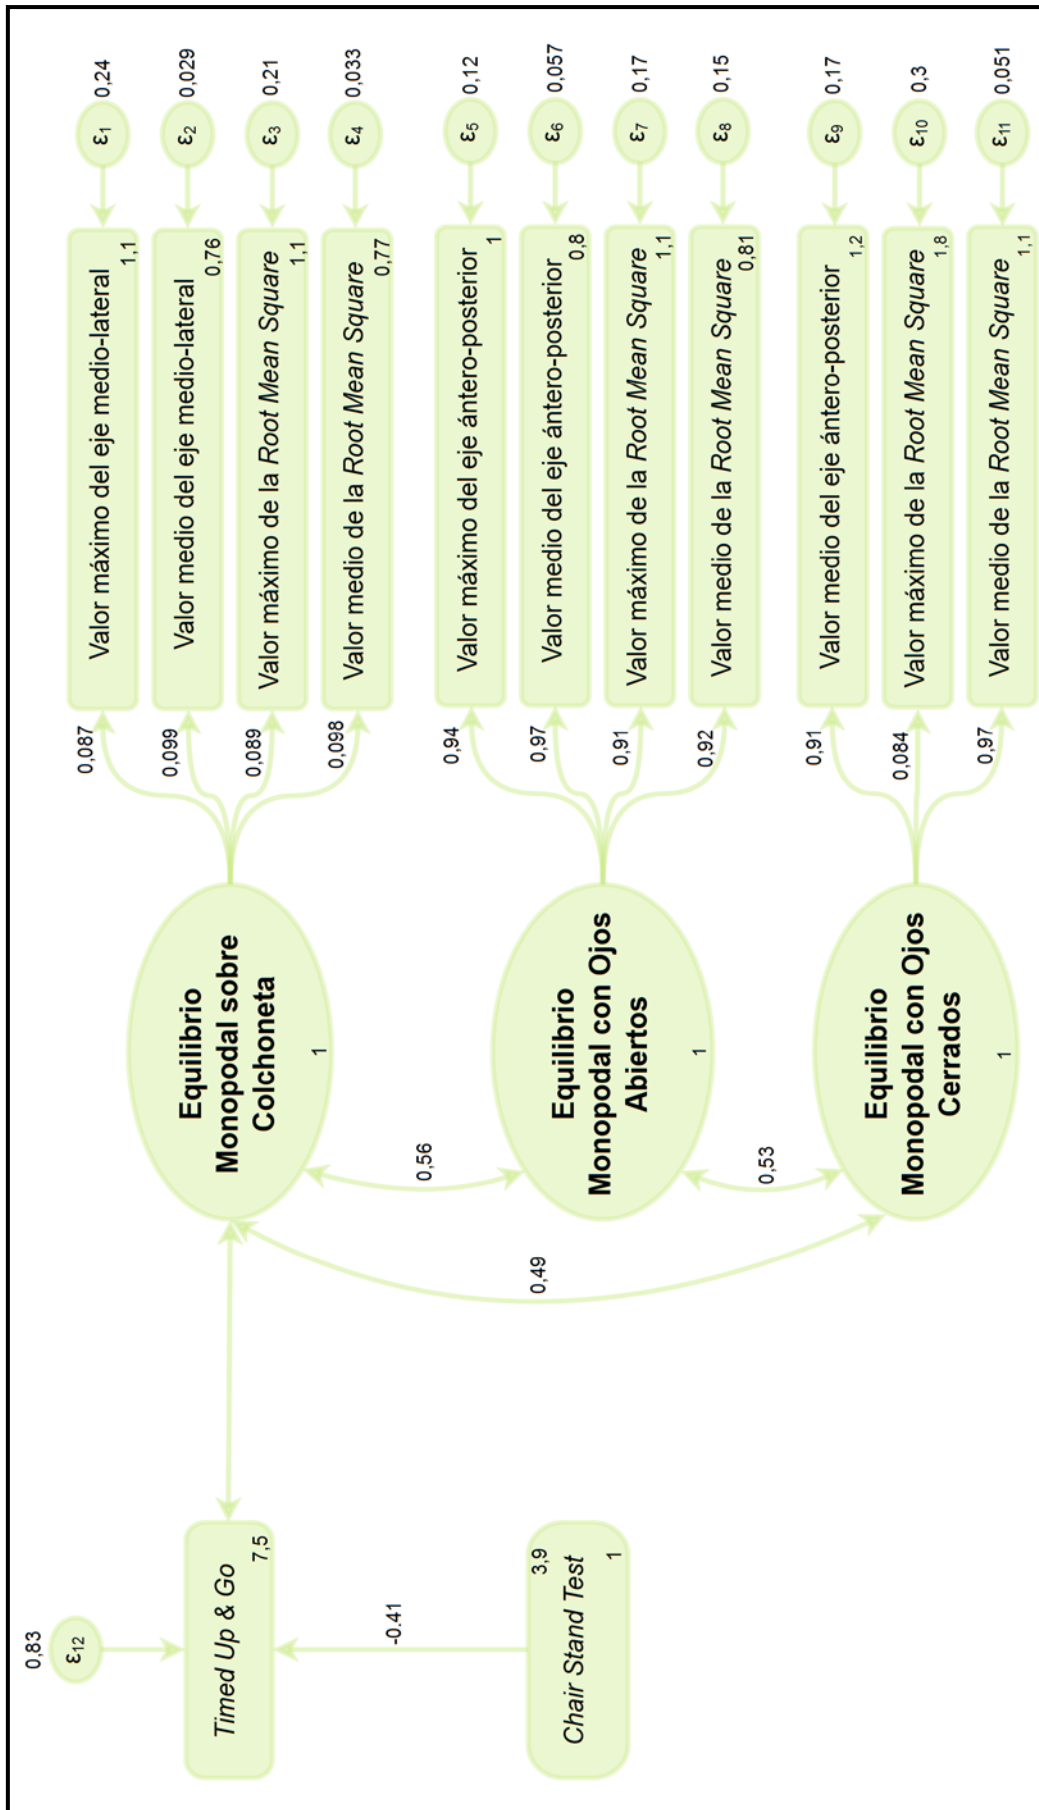 0,83
ε12
Timed Up & Go
7,5
-0.41
3,9
Chair Stand Test
1
Equilibrio
Monopodal sobre
Colchoneta
1
0,56
0,49
Equilibrio
Monopodal con Ojos
Abiertos
1
0,53
Equilibrio
Monopodal con Ojos
Cerrados
1
0,087
Valor máximo del eje medio-lateral
1,1
ε1
0,24
0,099
Valor medio del eje medio-lateral
0,76
ε2
0,029
0,089
Valor máximo de la Root Mean Square
1,1
ε3
0,21
0,098
Valor medio de la Root Mean Square
0,77
ε4
0,033
0,94
Valor máximo del eje ántero-posterior
1
ε5
0,12
0,97
Valor medio del eje ántero-posterior
0,8
ε6
0,057
0,91
Valor máximo de la Root Mean Square
1,1
ε7
0,17
0,92
Valor medio de la Root Mean Square
0,81
ε8
0,15
0,91
Valor medio del eje ántero-posterior
1,2
ε9
0,17
0,084
Valor máximo de la Root Mean Square
1,8
ε10
0,3
0,97
Valor medio de la Root Mean Square
1,1
ε11
0,051